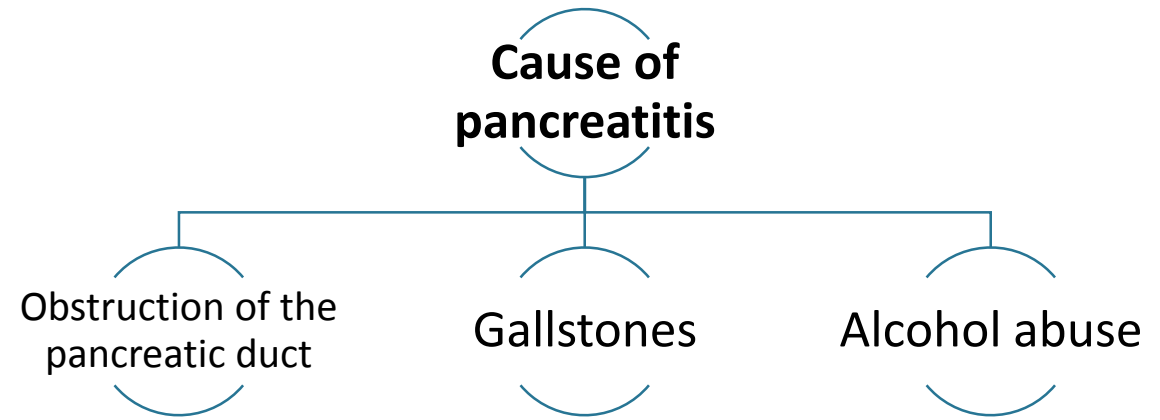 Cause of
pancreatitis
Obstruction of the
pancreatic duct
Gallstones
Alcohol abuse